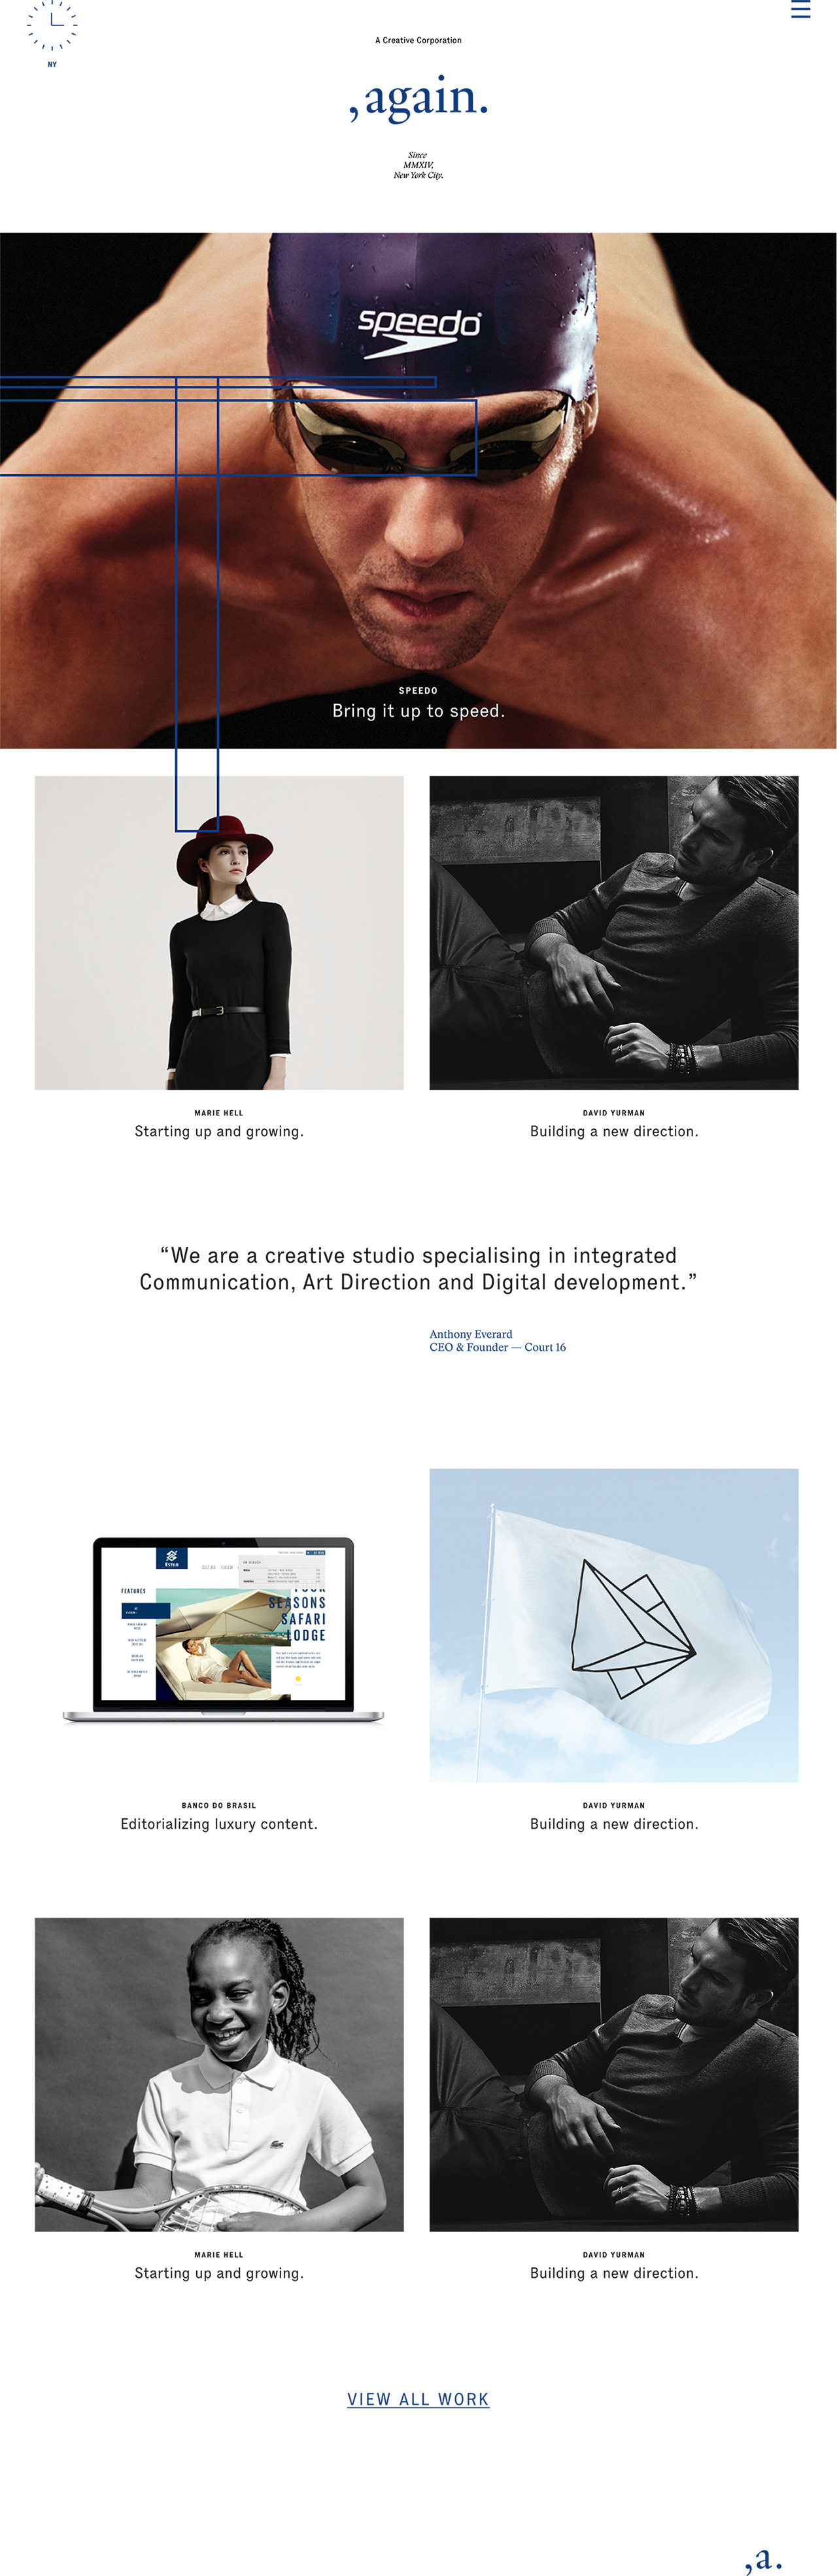 NY
A Creative Corporation
,again.
Since
MMXIV,
New York City.
speedo
SPEEDO
Bring it up to speed.
MARIE HELL
Starting up and growing.
DAVID YURMAN
Building a new direction.
“We are a creative studio specialising in integrated
Communication, Art Direction and Digital development.”
Anthony Everard
CEO & Founder — Court 16
ESTILO
FEATURES
SEASONS
SAFARI
LODGE
BANCO DO BRASIL
Editorializing luxury content.
DAVID YURMAN
Building a new direction.
MARIE HELL
Starting up and growing.
DAVID YURMAN
Building a new direction.
VIEW ALL WORK
,a.